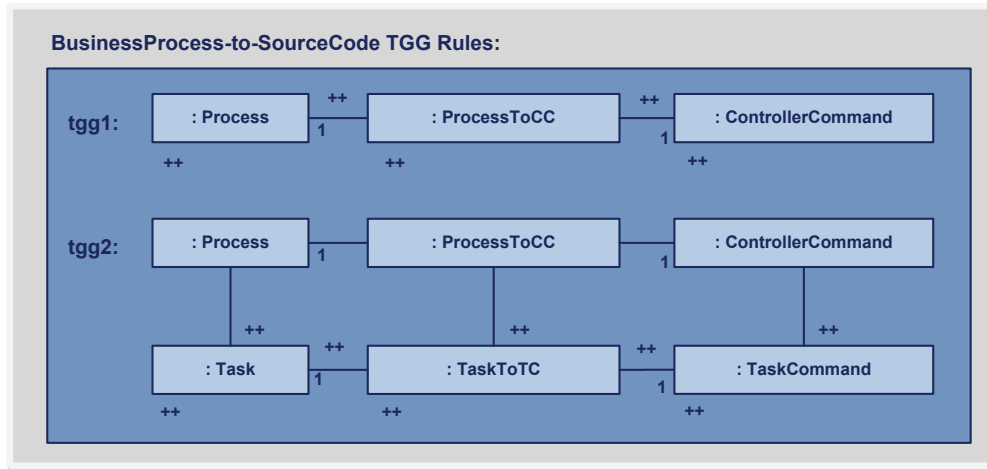 BusinessProcess-to-SourceCode TGG Rules:
++ ++
tgg1: : Process : ProcessToCC : ControllerCommand
1 1
++ ++ ++
tgg2: : Process : ProcessToCC : ControllerCommand
1 1
++ ++ ++
++ ++
: Task : TaskToTC : TaskCommand
1 1
++ ++ ++